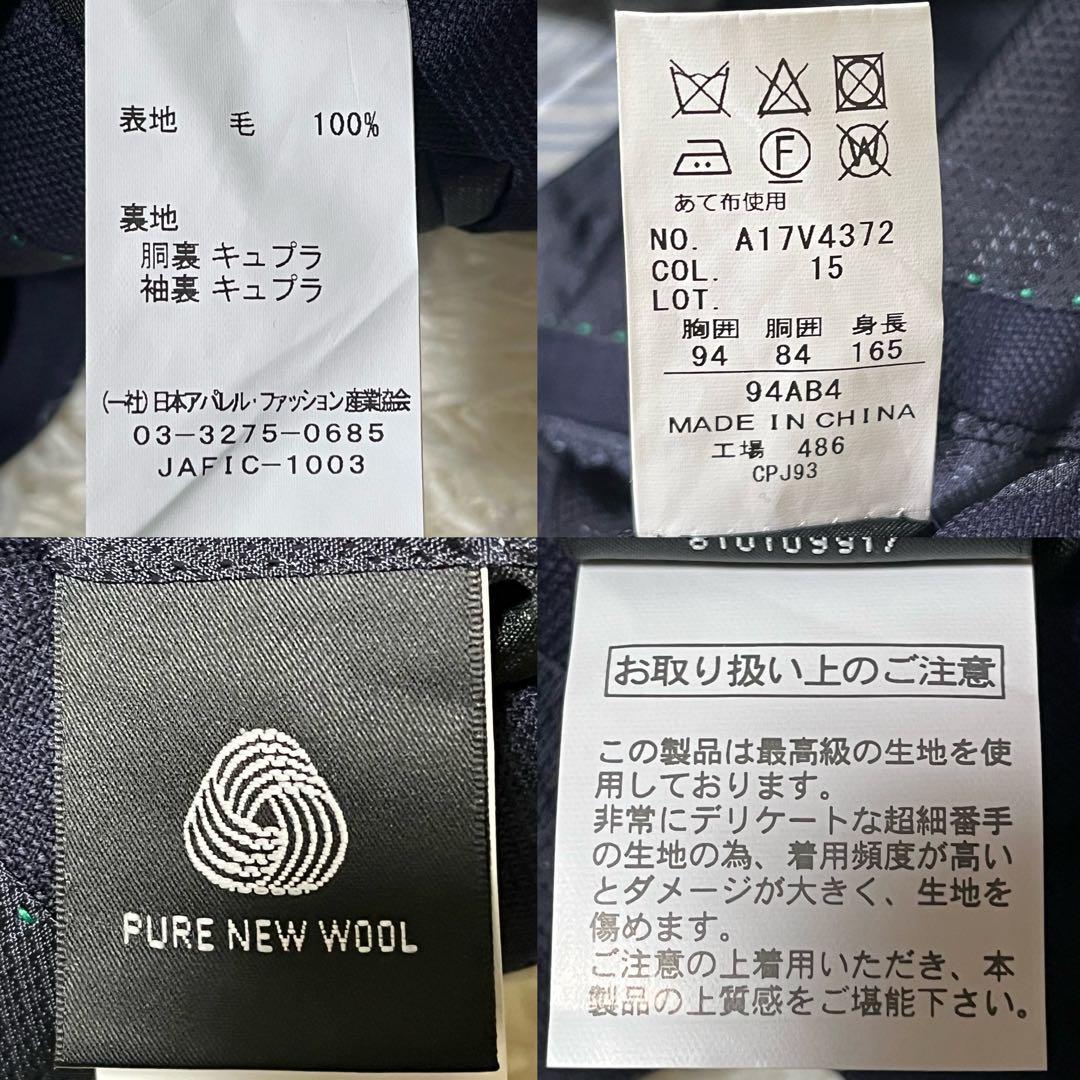 表地 毛 100%
裏地
胴裏 キュプラ
袖裏 キュプラ
(一社)日本アパレル・ファッション産業協会
03-3275-0685
JAFIC-1003
F
W
あて布使用
NO. A17V4372
COL. 15
LOT.
胸囲 胴囲 身長
94 84 165
94AB4
MADE IN CHINA
工場 486
CPJ93
PURE NEW WOOL
810109917
お取り扱い上のご注意
この製品は最高級の生地を使
用しております。
非常にデリケートな超細番手
の生地の為、着用頻度が高い
とダメージが大きく、生地を
傷めます。
ご注意の上着用いただき、本
製品の上質感をご堪能下さい。